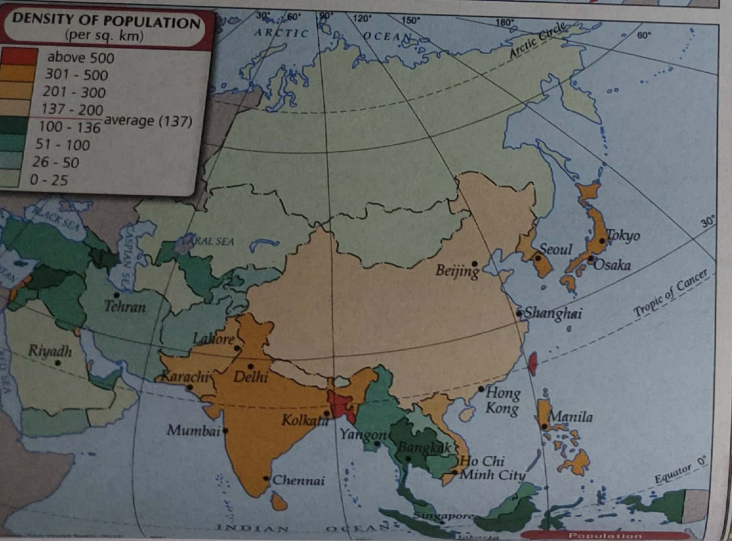 DENSITY OF POPULATION
(per sq. km)
above 500
301 - 500
201 - 300
137 - 200
average (137)
100 - 136
51 - 100
26 - 50
0 - 25
30° 60° 90° 120° 150° 180° 60°
ARCTIC OCEAN
Arctic Circle
30°
BLACK SEA
CASPIAN SEA
ARAL SEA
Tokyo
Seoul
Osaka
Beijing
Tropic of Cancer
Tehran
Shanghai
Lahore
Riyadh
RED SEA
Karachi
Delhi
Hong
Kong
Kolkata
Manila
Mumbai
Yangon
Bangkok
Ho Chi
Minh City
Equator 0°
Chennai
Singapore
INDIAN OCEAN
Jakarta
Population